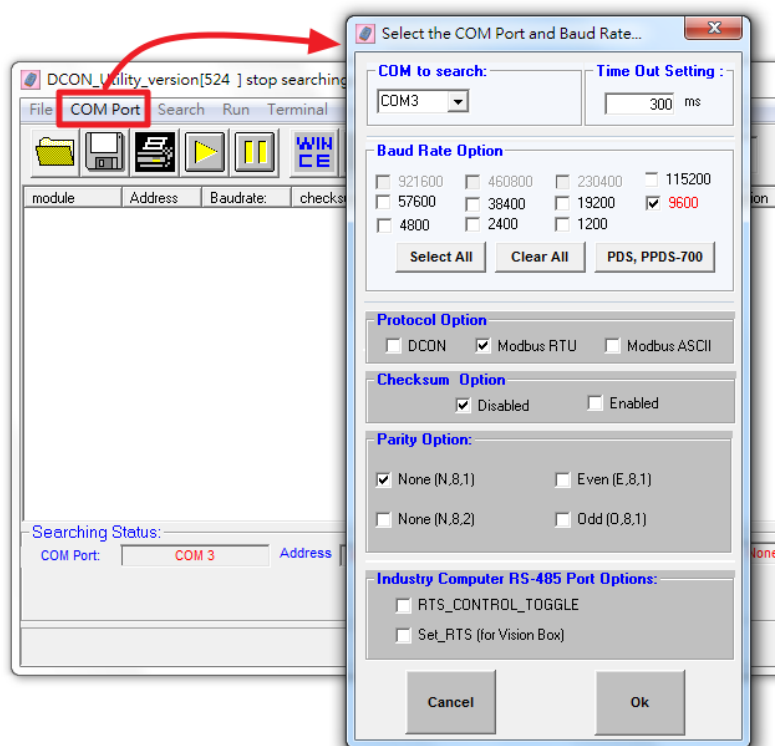 DCON_Utility_version[524 ] stop searching
File COM Port Search Run Terminal
WIN
CE
module Address Baudrate:
Searching Status:
COM Port: COM 3 Address
Select the COM Port and Baud Rate...
COM to search: Time Out Setting :
COM3 300 ms
Baud Rate Option
921600 460800 230400 115200
57600 38400 19200 9600
4800 2400 1200
Select All Clear All PDS, PPDS-700
Protocol Option
DCON Modbus RTU Modbus ASCII
Checksum Option
Disabled Enabled
Parity Option:
None (N,8,1) Even (E,8,1)
None (N,8,2) Odd (O,8,1)
Industry Computer RS-485 Port Options:
RTS_CONTROL_TOGGLE
Set_RTS (for Vision Box)
Cancel Ok